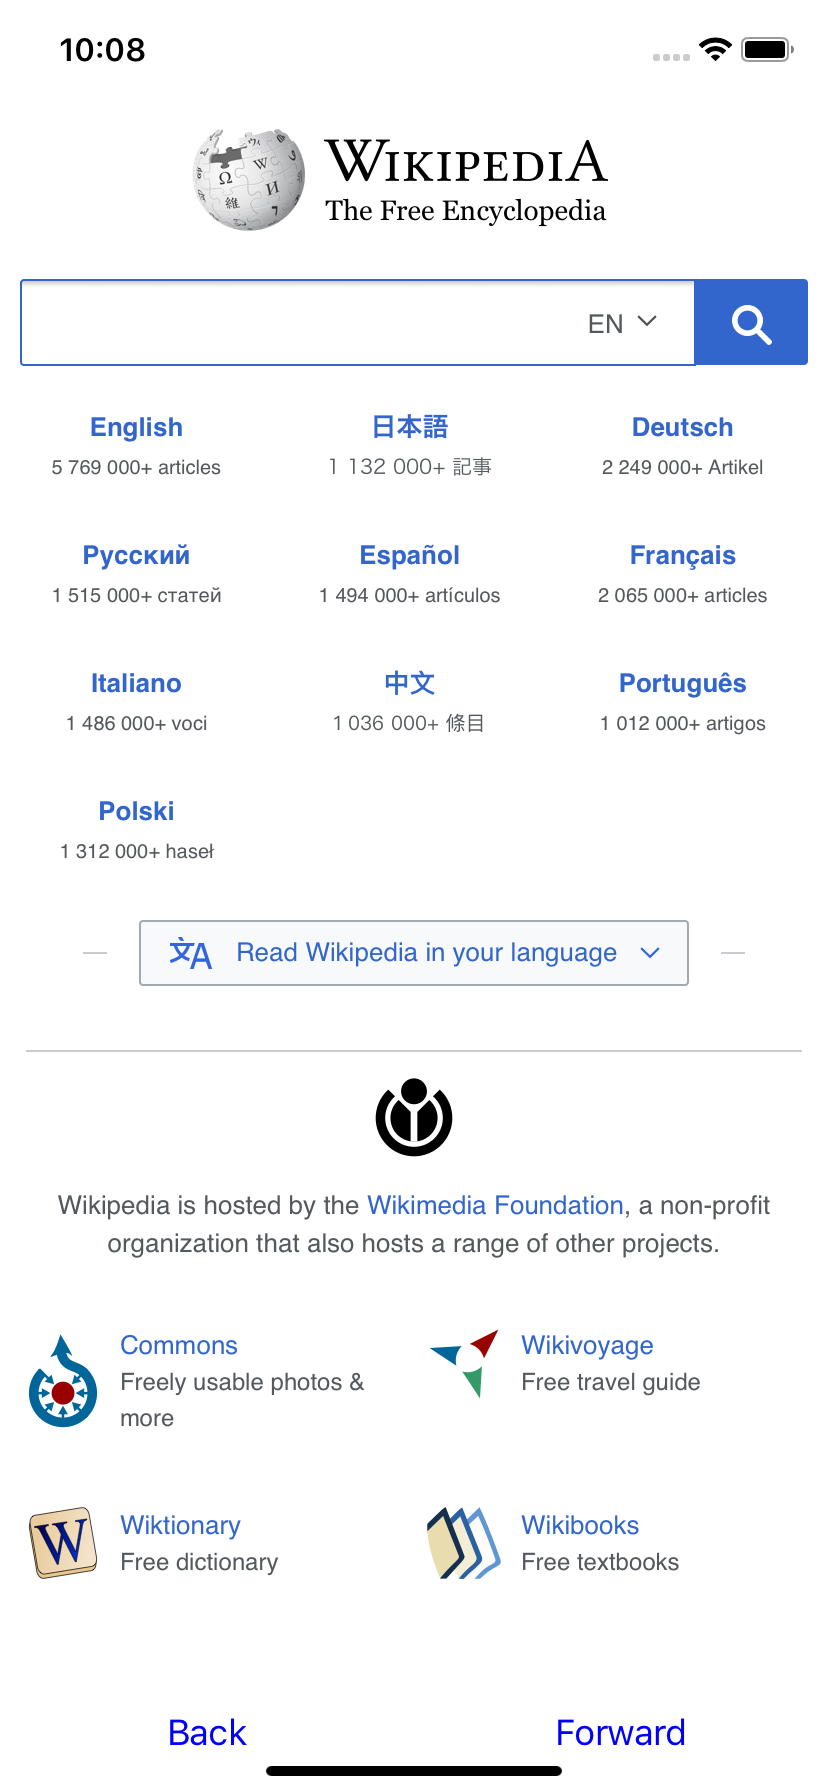 10:08
WIKIPEDIA
The Free Encyclopedia
EN
English
5 769 000+ articles
日本語
1 132 000+ 記事
Deutsch
2 249 000+ Artikel
Русский
1 515 000+ статей
Español
1 494 000+ artículos
Français
2 065 000+ articles
Italiano
1 486 000+ voci
中文
1 036 000+ 條目
Português
1 012 000+ artigos
Polski
1 312 000+ haseł
Read Wikipedia in your language
Wikipedia is hosted by the Wikimedia Foundation, a non-profit
organization that also hosts a range of other projects.
Commons
Freely usable photos &
more
Wikivoyage
Free travel guide
Wiktionary
Free dictionary
Wikibooks
Free textbooks
Back
Forward